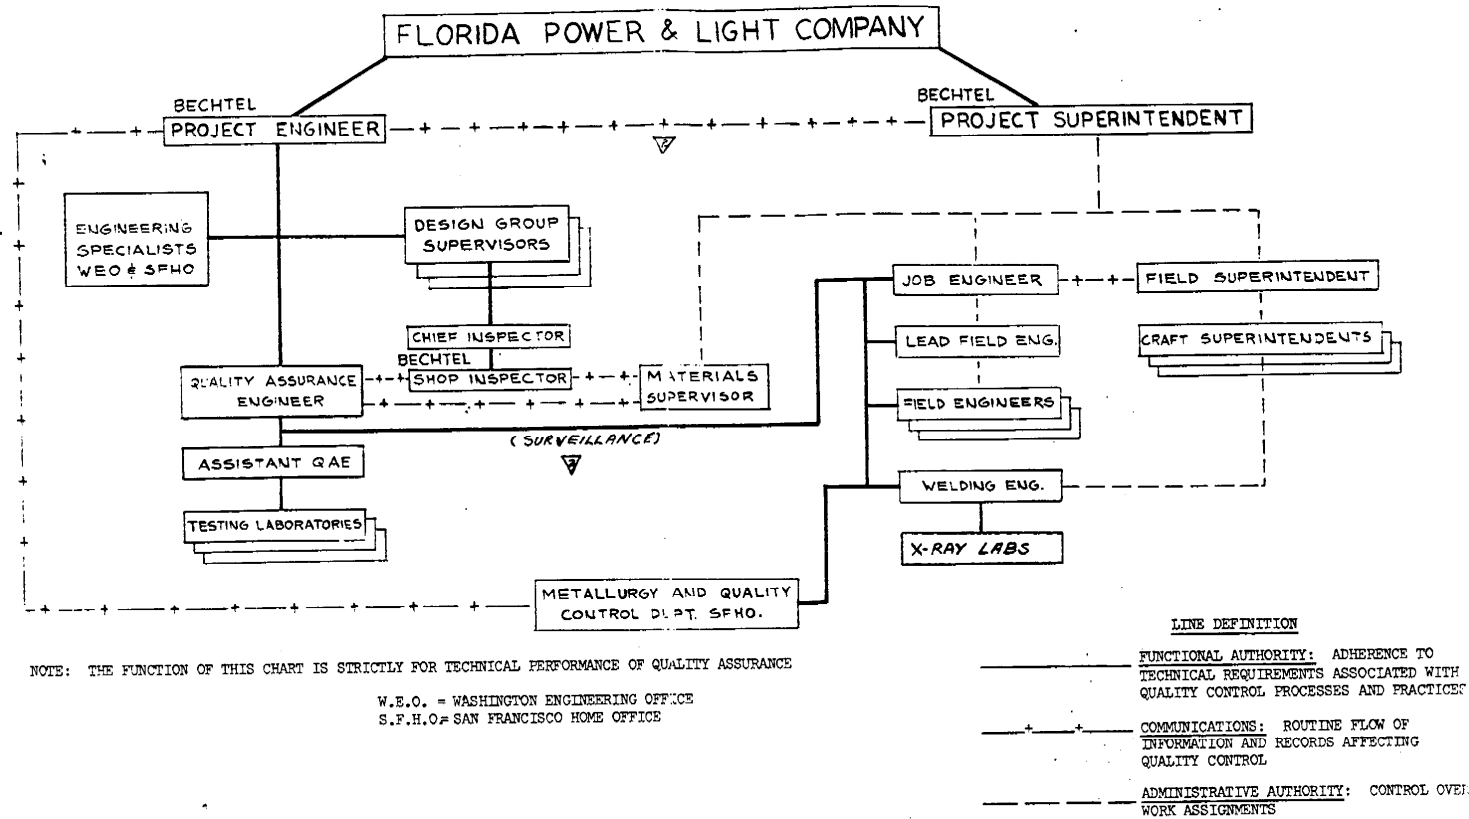 FLORIDA POWER & LIGHT COMPANY
BECHTEL
PROJECT ENGINEER
BECHTEL
PROJECT SUPERINTENDENT
ENGINEERING
SPECIALISTS
WEO & SFHO
DESIGN GROUP
SUPERVISORS
JOB ENGINEER
FIELD SUPERINTENDENT
CHIEF INSPECTOR
LEAD FIELD ENG.
CRAFT SUPERINTENDENTS
BECHTEL
SHOP INSPECTOR
QUALITY ASSURANCE
ENGINEER
MATERIALS
SUPERVISOR
FIELD ENGINEERS
(SURVEILLANCE)
ASSISTANT QAE
WELDING ENG.
TESTING LABORATORIES
X-RAY LABS
METALLURGY AND QUALITY
CONTROL DEPT. SFHO.
LINE DEFINITION
FUNCTIONAL AUTHORITY: ADHERENCE TO
TECHNICAL REQUIREMENTS ASSOCIATED WITH
QUALITY CONTROL PROCESSES AND PRACTICES
COMMUNICATIONS: ROUTINE FLOW OF
INFORMATION AND RECORDS AFFECTING
QUALITY CONTROL
ADMINISTRATIVE AUTHORITY: CONTROL OVER
WORK ASSIGNMENTS
NOTE: THE FUNCTION OF THIS CHART IS STRICTLY FOR TECHNICAL PERFORMANCE OF QUALITY ASSURANCE
W.E.O. = WASHINGTON ENGINEERING OFFICE
S.F.H.O.= SAN FRANCISCO HOME OFFICE